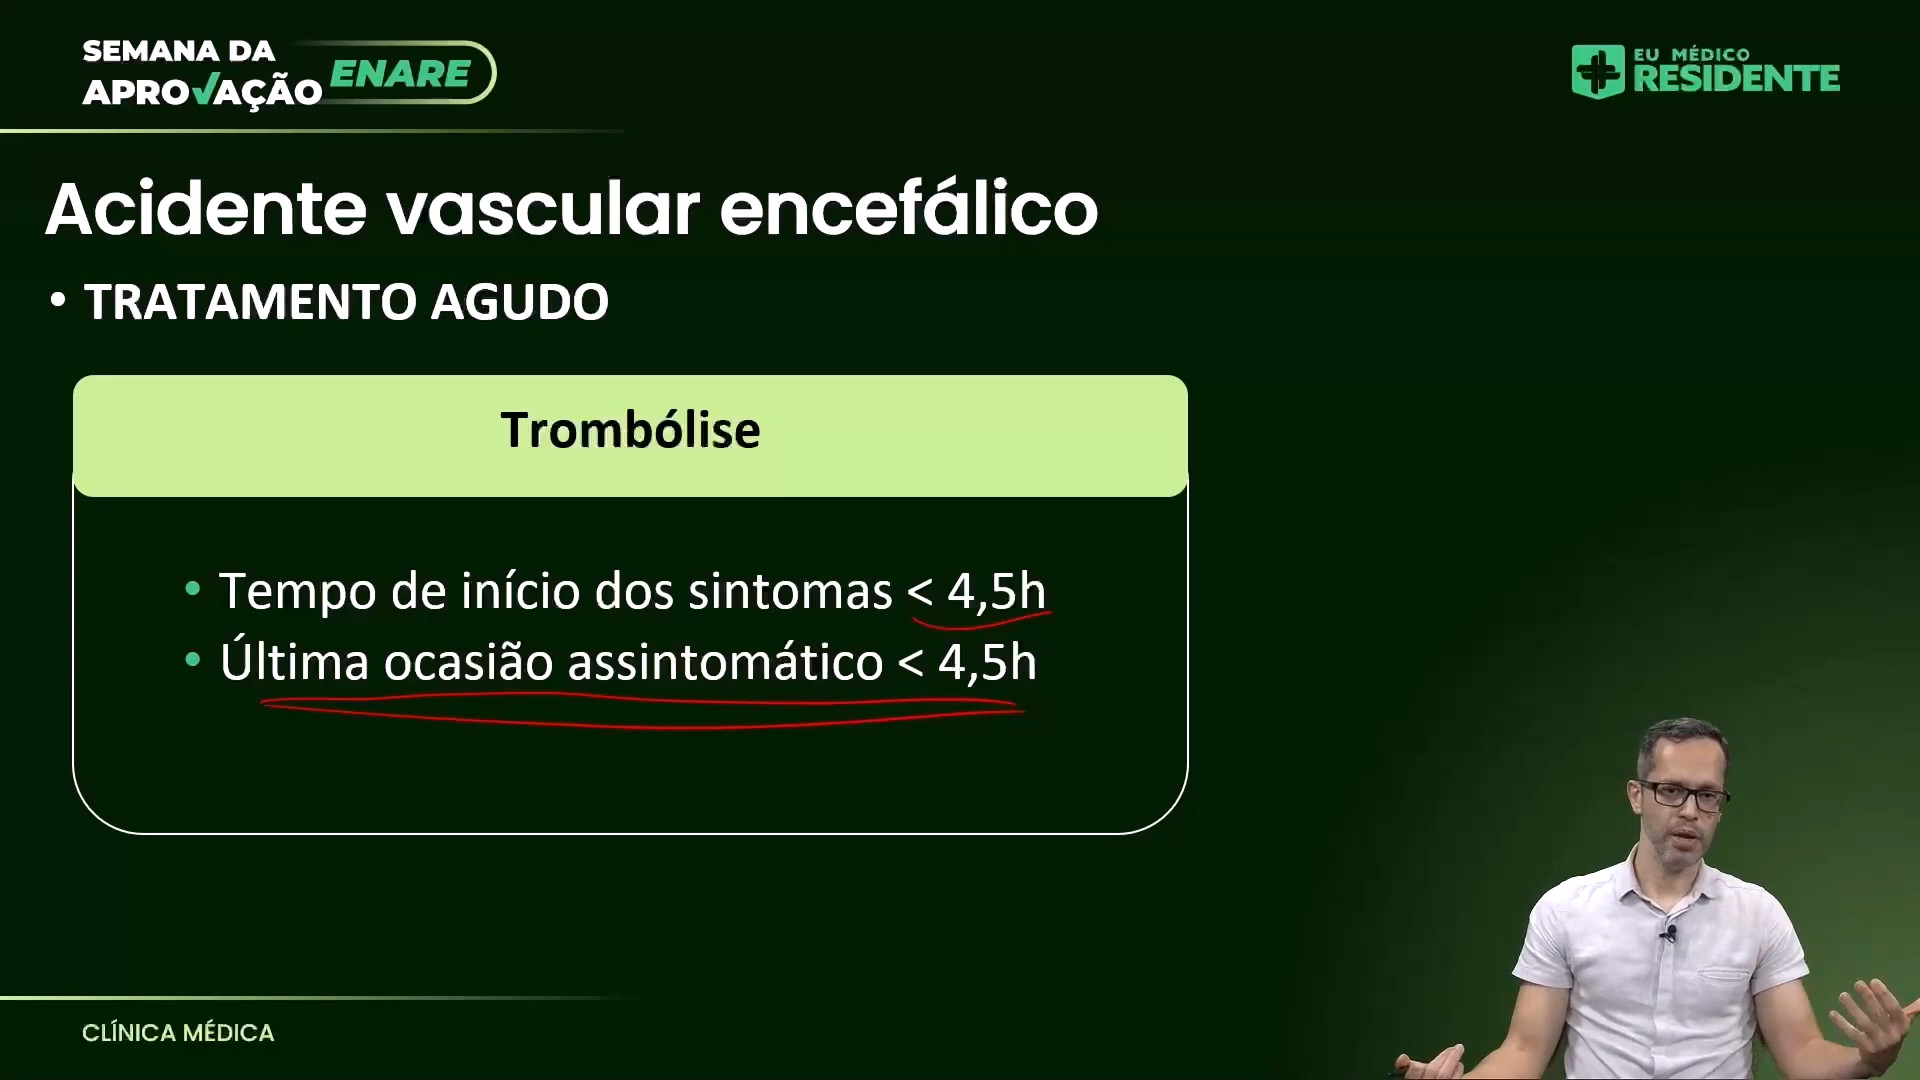 SEMANA DA
APROVAÇÃO ENARE
EU MÉDICO
RESIDENTE
Acidente vascular encefálico
• TRATAMENTO AGUDO
Trombólise
• Tempo de início dos sintomas < 4,5h
• Última ocasião assintomático < 4,5h
CLÍNICA MÉDICA